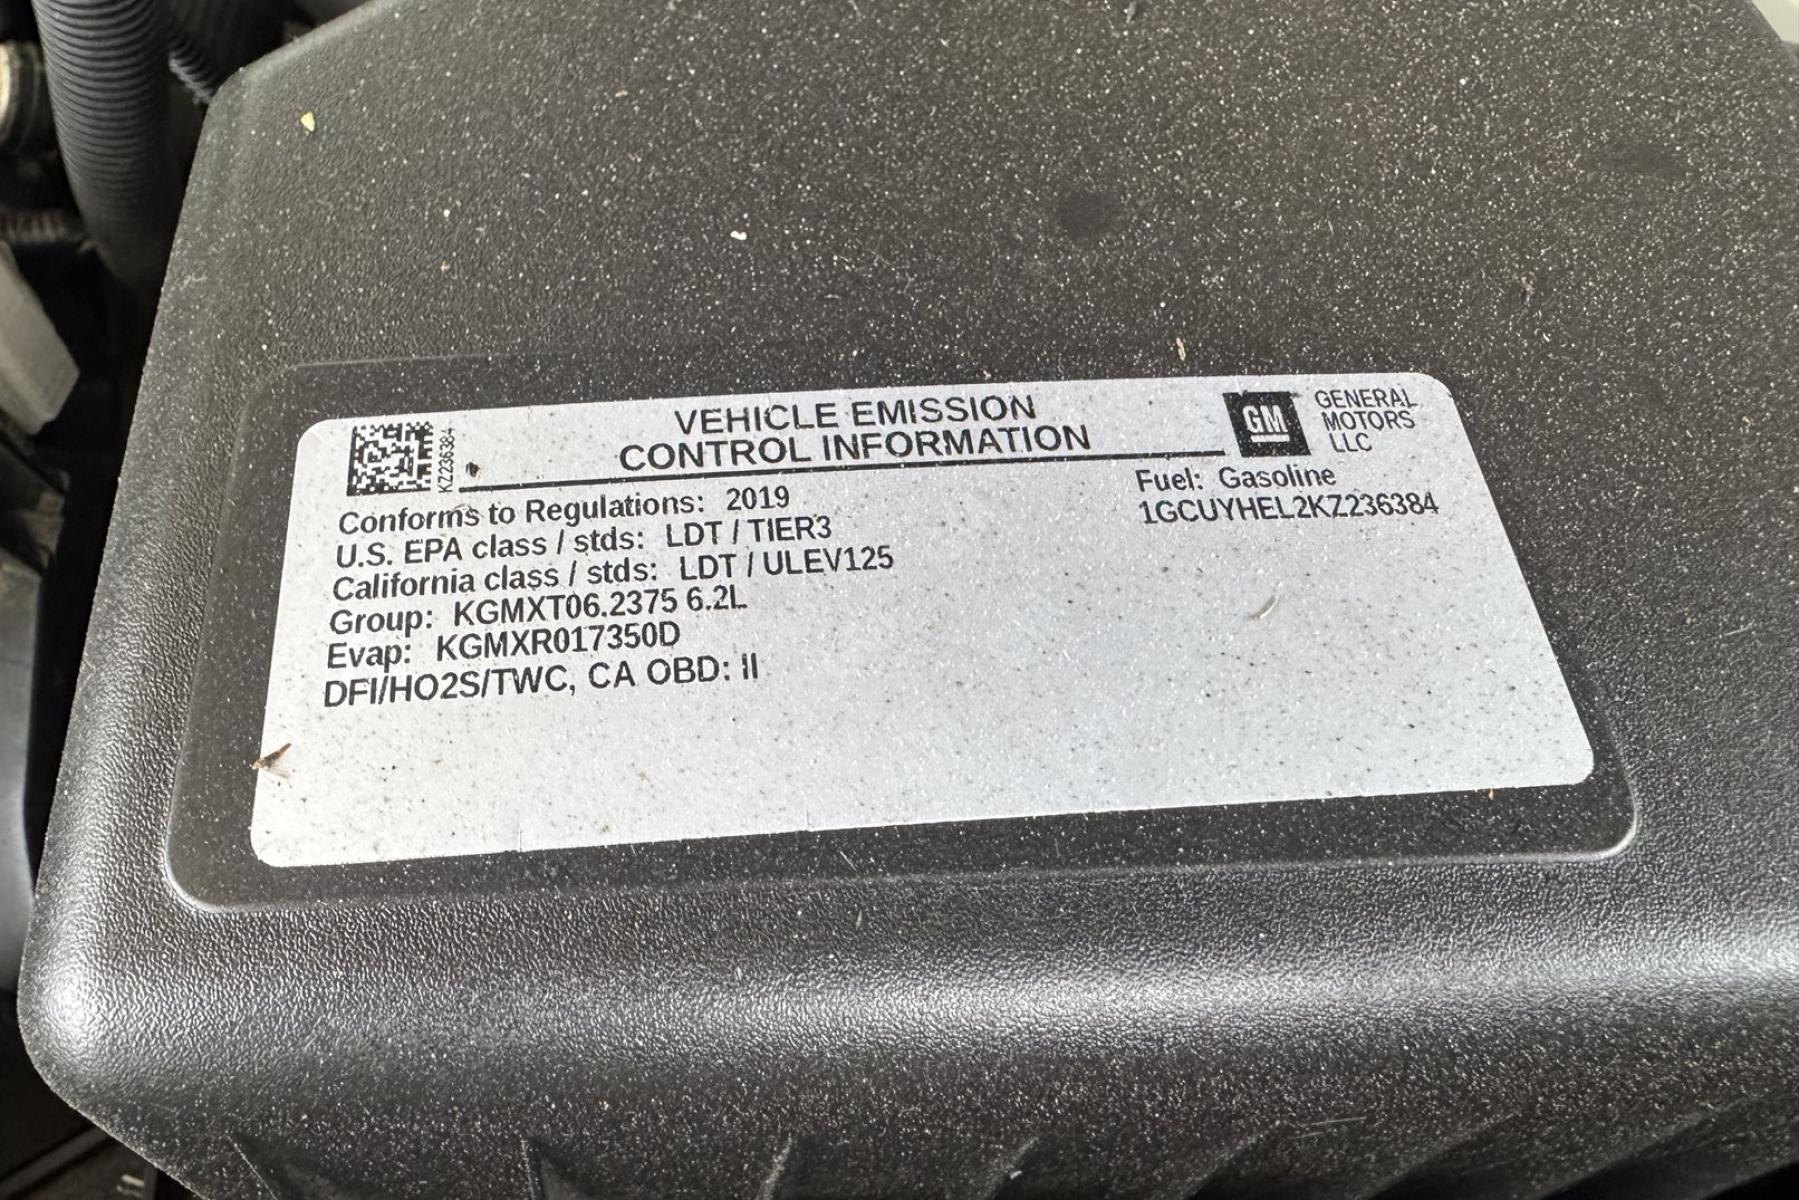 KZ236384
VEHICLE EMISSION
CONTROL INFORMATION
GM
GENERAL
MOTORS
LLC
Conforms to Regulations: 2019
U.S. EPA class / stds: LDT / TIER3
California class / stds: LDT / ULEV125
Group: KGMXT06.2375 6.2L
Evap: KGMXR017350D
DFI/HO2S/TWC, CA OBD: II
Fuel: Gasoline
1GCUYHEL2KZ236384